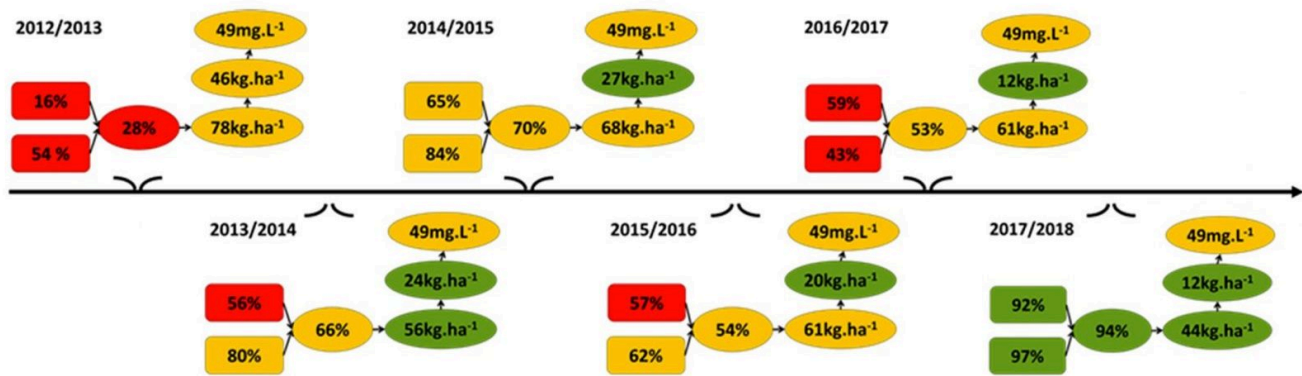 2012/2013
49mg.L⁻¹
46kg.ha⁻¹
16%
28%
78kg.ha⁻¹
54 %
2014/2015
49mg.L⁻¹
27kg.ha⁻¹
65%
70%
68kg.ha⁻¹
84%
2016/2017
49mg.L⁻¹
12kg.ha⁻¹
59%
53%
61kg.ha⁻¹
43%
2013/2014
49mg.L⁻¹
24kg.ha⁻¹
56%
66%
56kg.ha⁻¹
80%
2015/2016
49mg.L⁻¹
20kg.ha⁻¹
57%
54%
61kg.ha⁻¹
62%
2017/2018
49mg.L⁻¹
12kg.ha⁻¹
92%
94%
44kg.ha⁻¹
97%